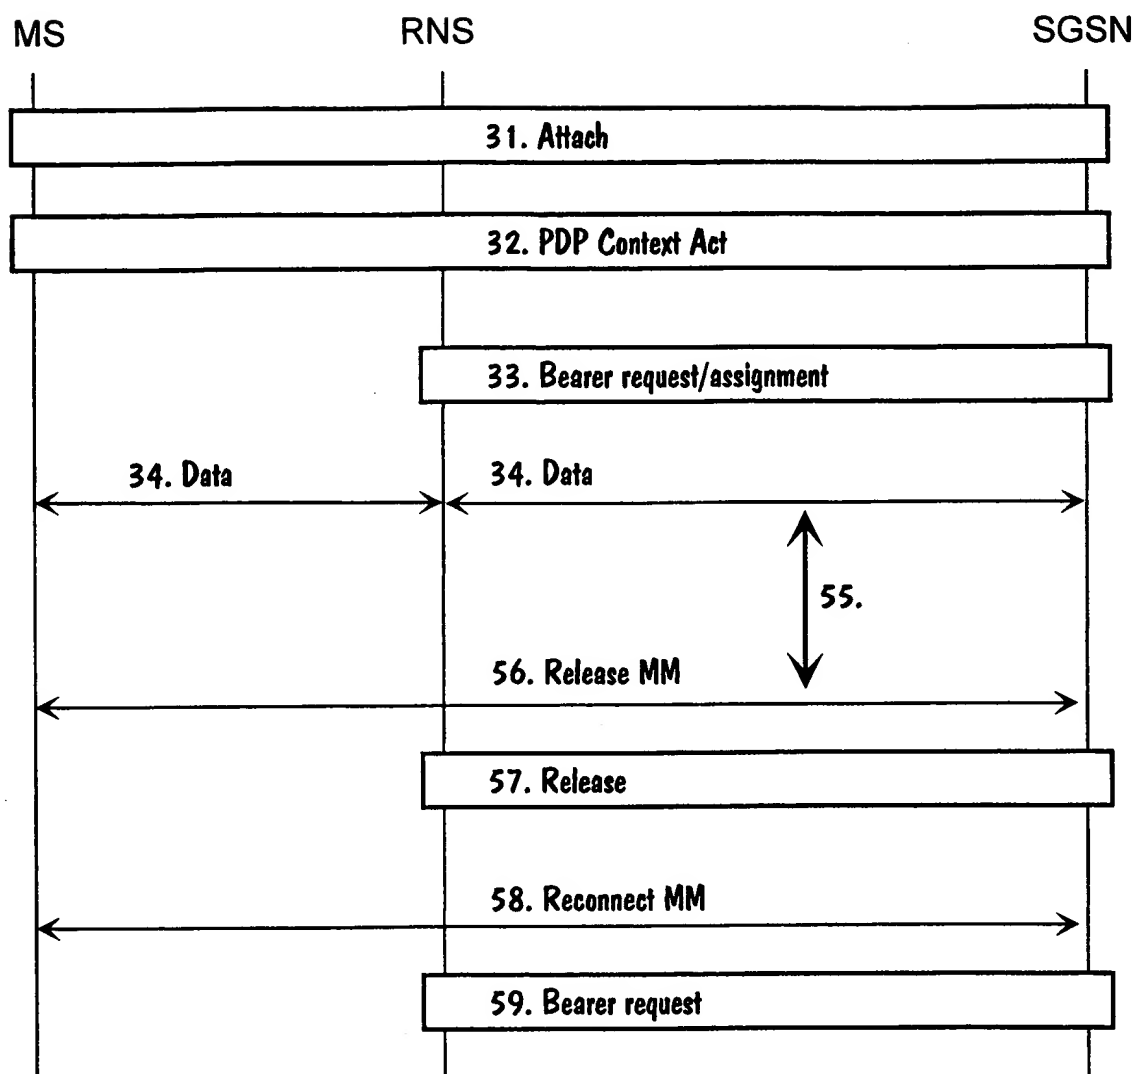 MS RNS SGSN
31. Attach
32. PDP Context Act
33. Bearer request/assignment
34. Data 34. Data
55.
56. Release MM
57. Release
58. Reconnect MM
59. Bearer request